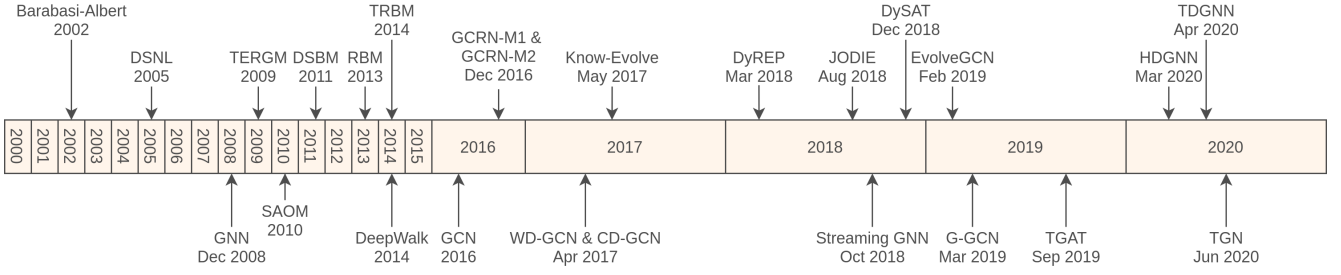 Barabasi-Albert
2002
DSNL
2005
TERGM
2009
DSBM
2011
RBM
2013
TRBM
2014
GCRN-M1 &
GCRN-M2
Dec 2016
Know-Evolve
May 2017
DyREP
Mar 2018
JODIE
Aug 2018
DySAT
Dec 2018
EvolveGCN
Feb 2019
HDGNN
Mar 2020
TDGNN
Apr 2020
2000
2001
2002
2003
2004
2005
2006
2007
2008
2009
2010
2011
2012
2013
2014
2015
2016
2017
2018
2019
2020
GNN
Dec 2008
SAOM
2010
DeepWalk
2014
GCN
2016
WD-GCN & CD-GCN
Apr 2017
Streaming GNN
Oct 2018
G-GCN
Mar 2019
TGAT
Sep 2019
TGN
Jun 2020